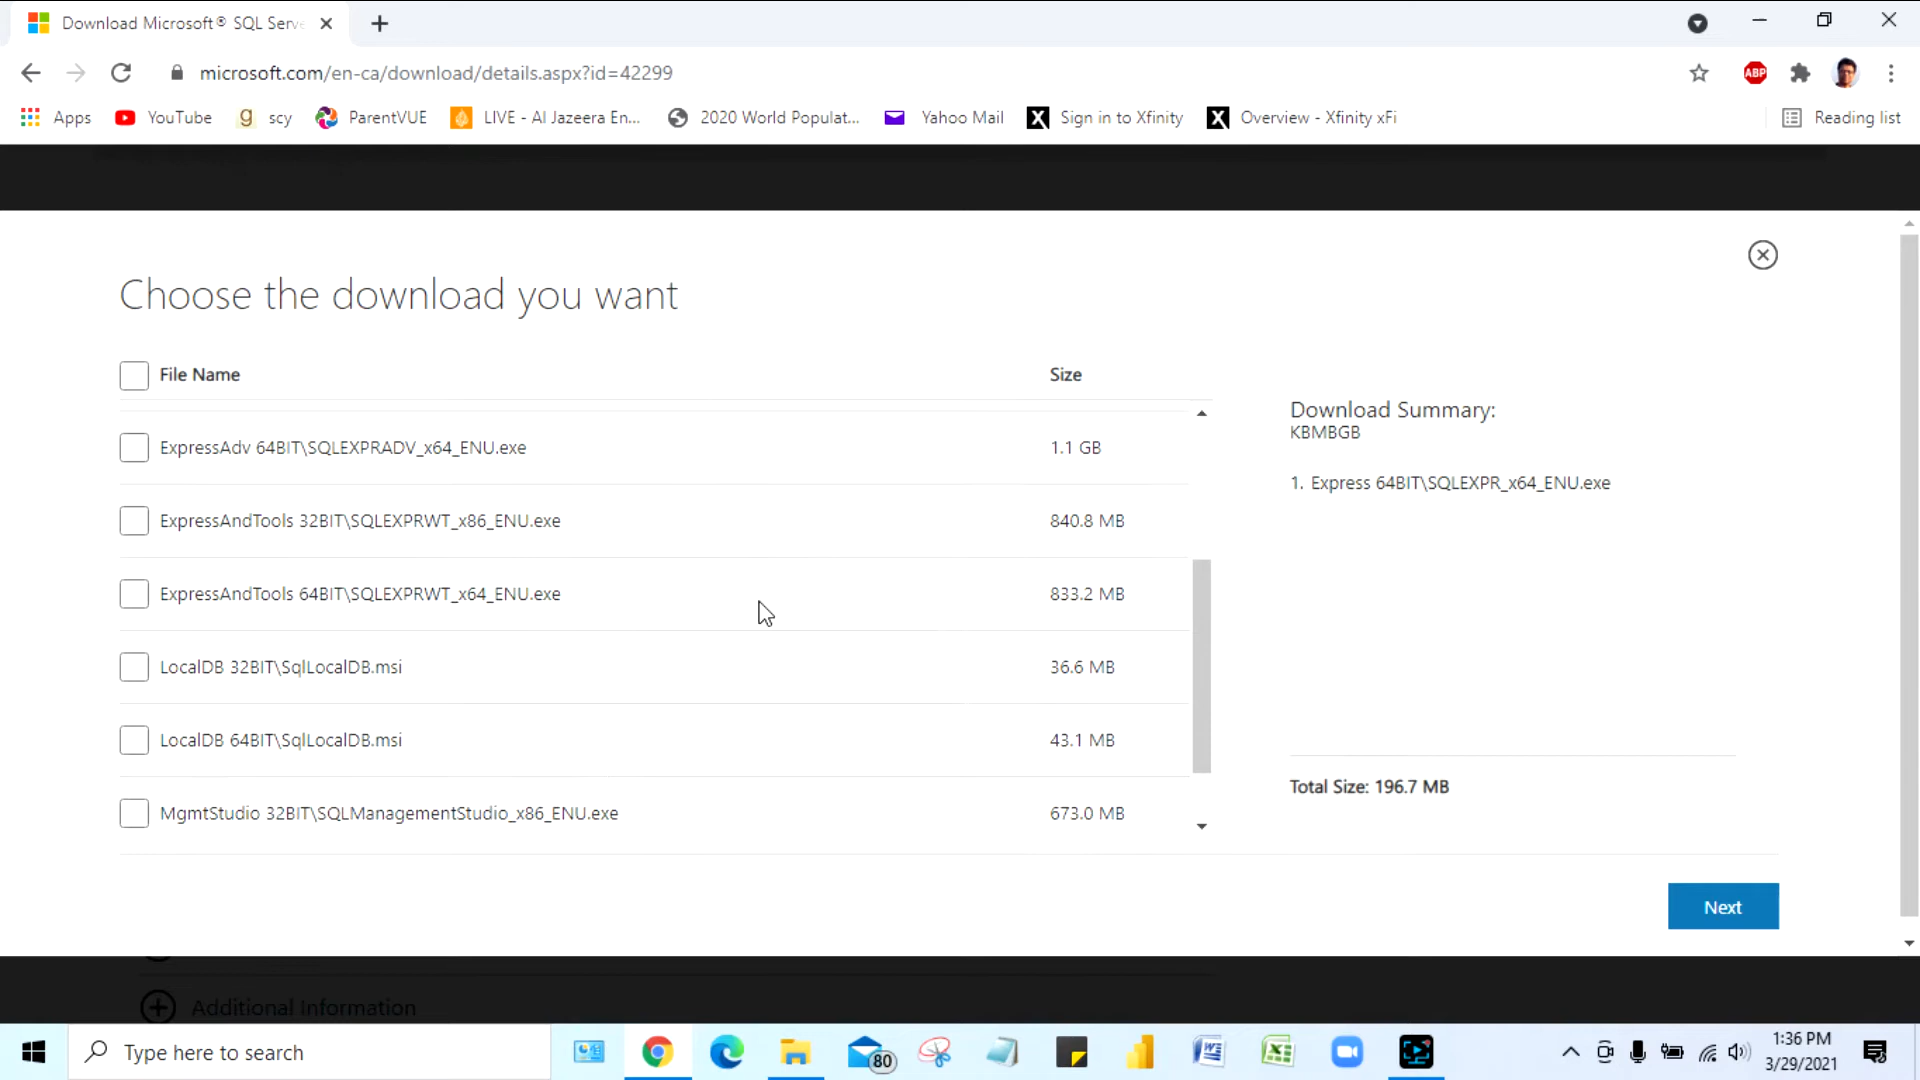 Download Microsoft® SQL Serv
microsoft.com/en-ca/download/details.aspx?id=42299
ABP
Apps
YouTube
scy
ParentVUE
LIVE - Al Jazeera En...
2020 World Populat...
Yahoo Mail
Sign in to Xfinity
Overview - Xfinity xFi
Reading list
Choose the download you want
File Name Size
ExpressAdv 64BIT\SQLEXPRADV_x64_ENU.exe 1.1 GB
ExpressAndTools 32BIT\SQLEXPRWT_x86_ENU.exe 840.8 MB
ExpressAndTools 64BIT\SQLEXPRWT_x64_ENU.exe 833.2 MB
LocalDB 32BIT\SqlLocalDB.msi 36.6 MB
LocalDB 64BIT\SqlLocalDB.msi 43.1 MB
MgmtStudio 32BIT\SQLManagementStudio_x86_ENU.exe 673.0 MB
Download Summary:
KBMBGB
1. Express 64BIT\SQLEXPR_x64_ENU.exe
Total Size: 196.7 MB
Next
Additional Information
Type here to search
80
1:36 PM
3/29/2021